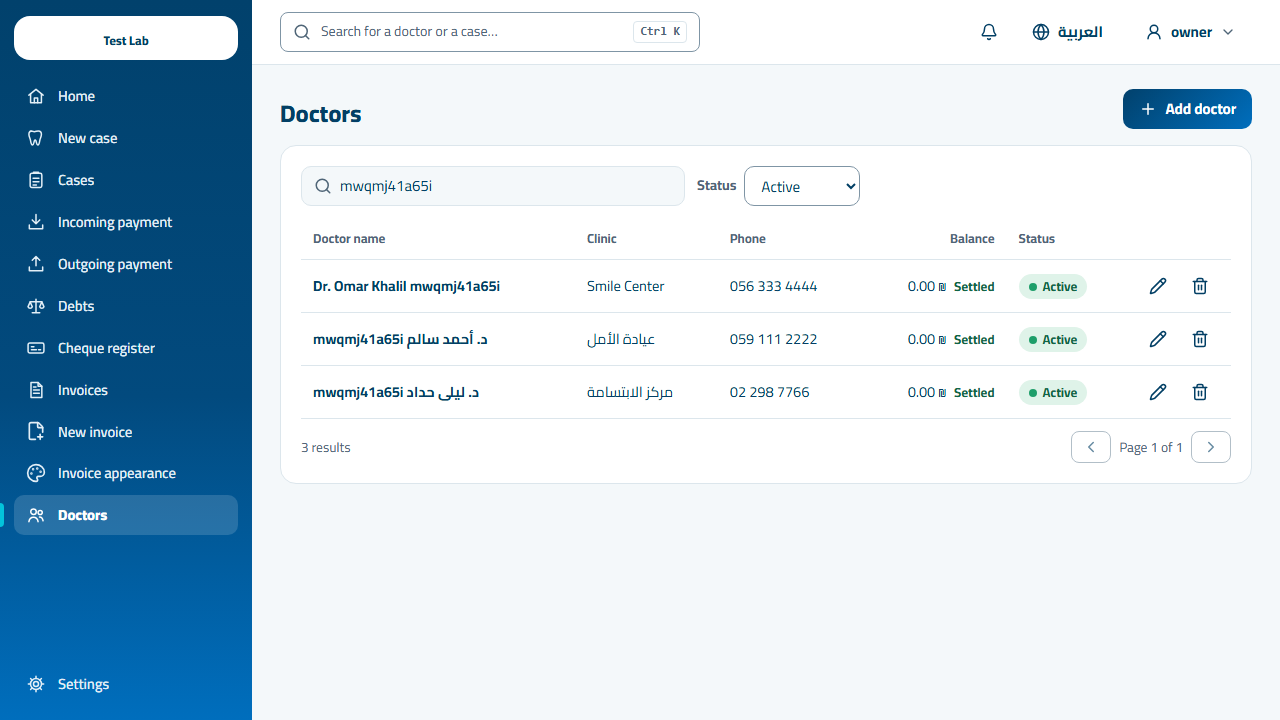 Test Lab
Search for a doctor or a case... Ctrl K
العربية
owner
Home
New case
Cases
Incoming payment
Outgoing payment
Debts
Cheque register
Invoices
New invoice
Invoice appearance
Doctors
Settings
Doctors
Add doctor
mwqmj41a65i Status Active
Doctor name Clinic Phone Balance Status
Dr. Omar Khalil mwqmj41a65i Smile Center 056 333 4444 0.00 ₪ Settled Active
د. أحمد سالم mwqmj41a65i عيادة الأمل 059 111 2222 0.00 ₪ Settled Active
د. ليلى حداد mwqmj41a65i مركز الابتسامة 02 298 7766 0.00 ₪ Settled Active
3 results Page 1 of 1